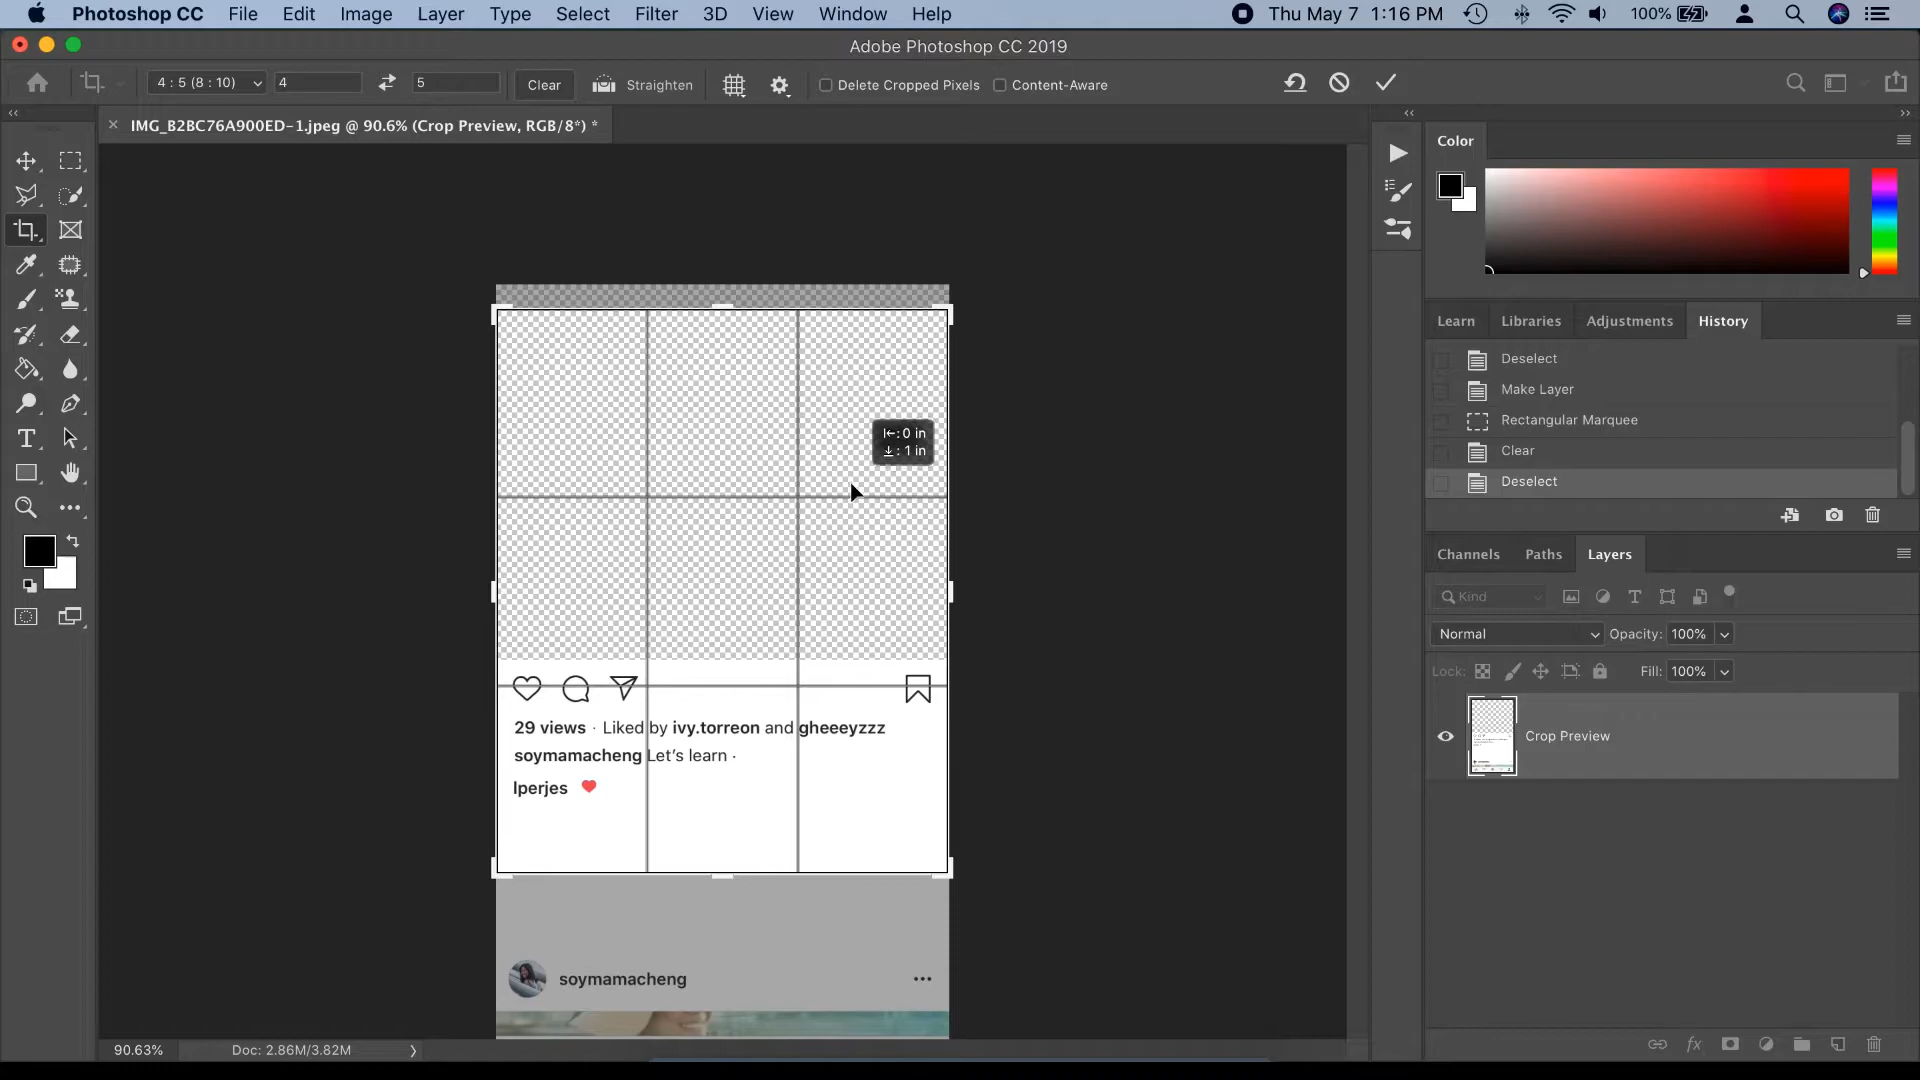 Photoshop CC File Edit Image Layer Type Select Filter 3D View Window Help Thu May 7 1:16 PM 100%
Adobe Photoshop CC 2019
4 : 5 (8 : 10) 4 5 Clear Straighten Delete Cropped Pixels Content-Aware
IMG_B2BC76A900ED-1.jpeg @ 90.6% (Crop Preview, RGB/8*) *
Color
Learn Libraries Adjustments History
Deselect
Make Layer
Rectangular Marquee
Clear
Deselect
: 0 in
: 1 in
Channels Paths Layers
Kind
Normal Opacity: 100%
Lock: Fill: 100%
Crop Preview
29 views · Liked by ivy.torreon and gheeeyzzz
soymamacheng Let's learn ·
lperjes
soymamacheng
90.63% Doc: 2.86M/3.82M